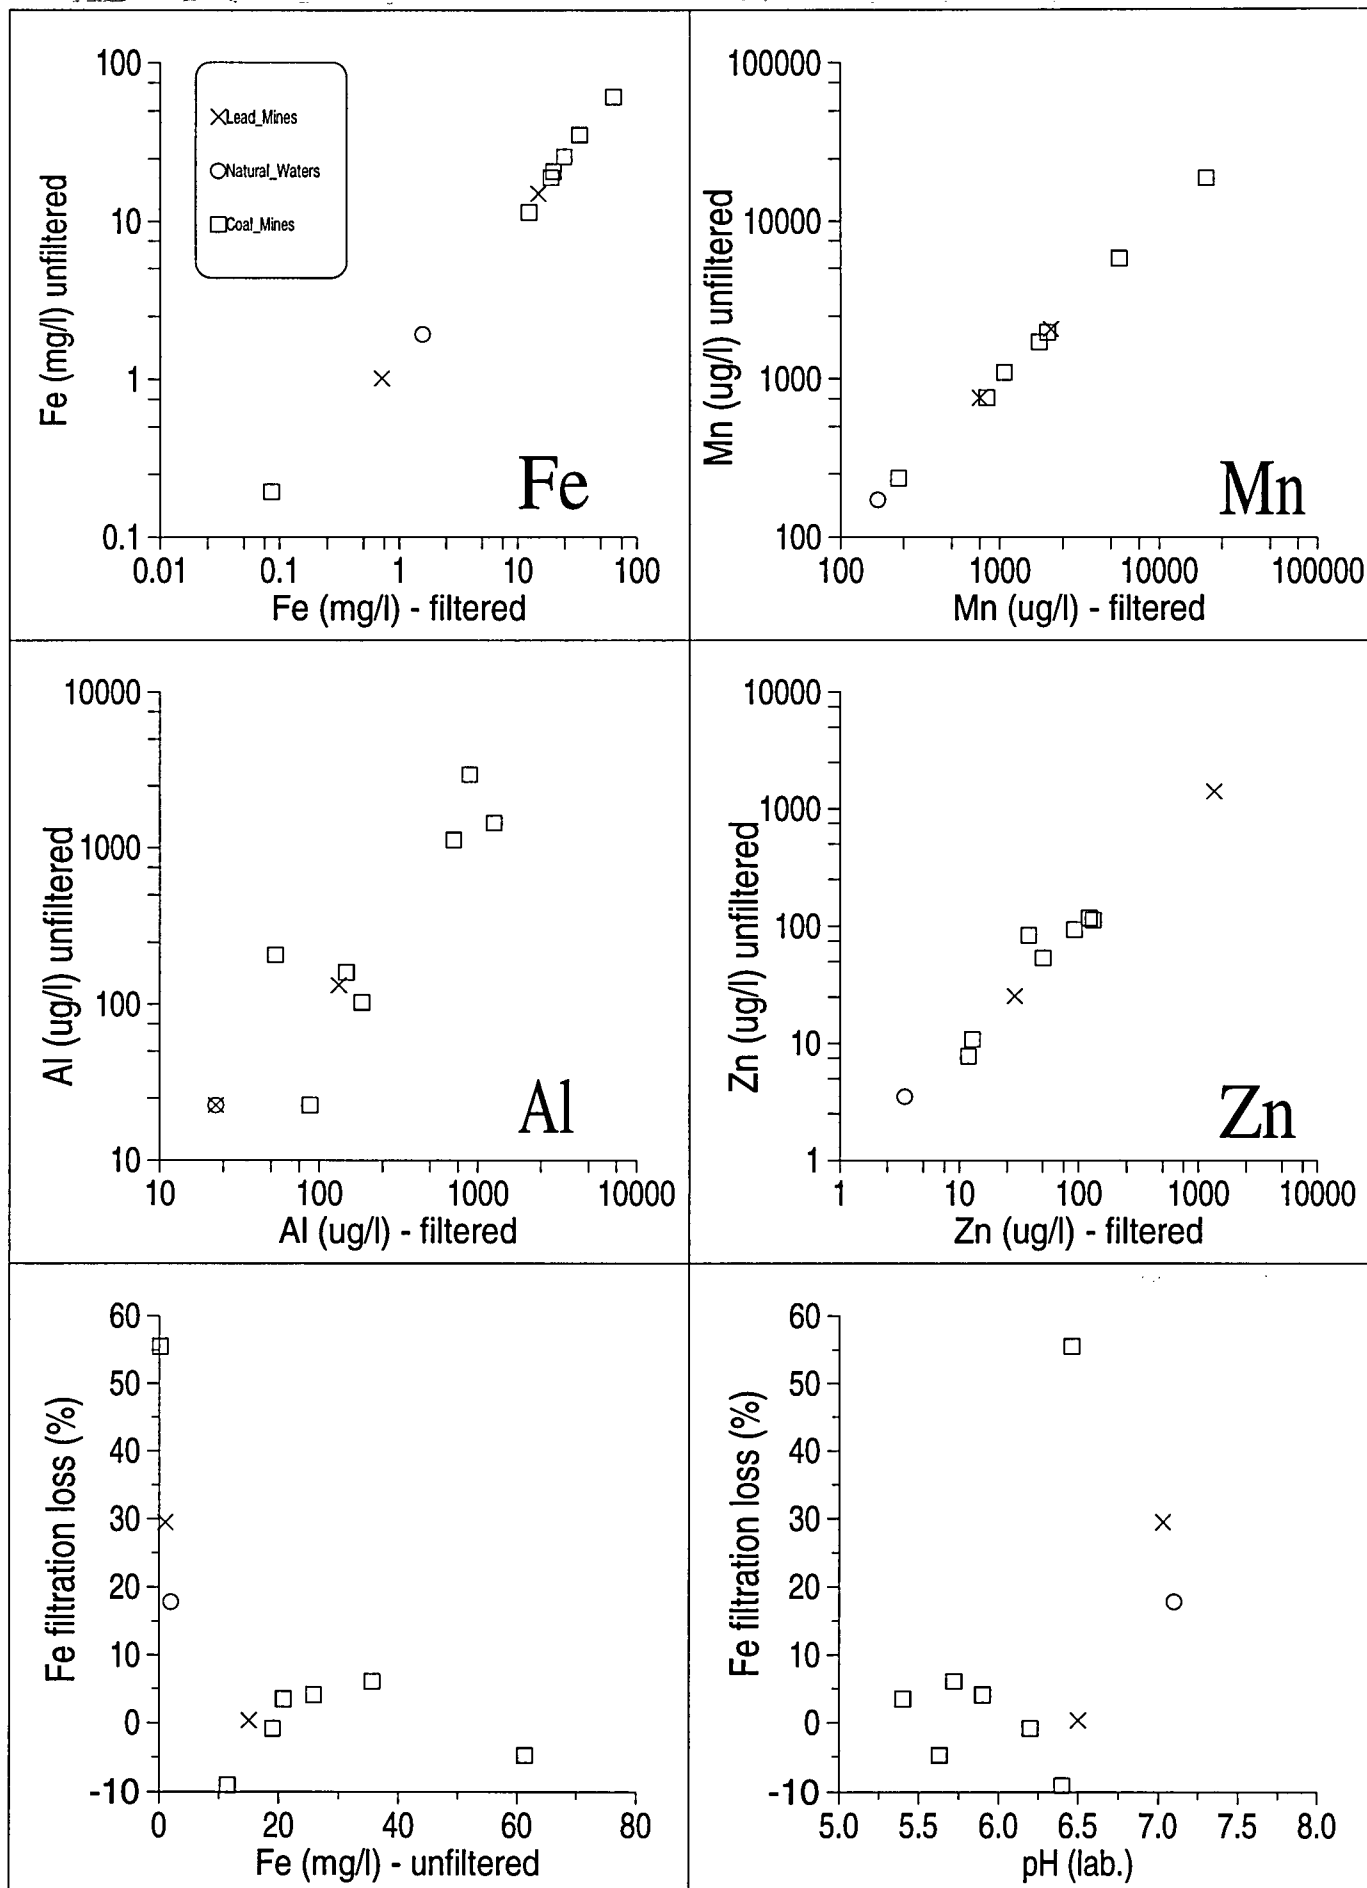 100
10
1
0.1
Fe (mg/l) unfiltered
Lead_Mines
Natural_Waters
Coal_Mines
Fe
0.01 0.1 1 10 100
Fe (mg/l) - filtered
100000
10000
1000
100
Mn (ug/l) unfiltered
Mn
100 1000 10000 100000
Mn (ug/l) - filtered
10000
1000
100
10
Al (ug/l) unfiltered
Al
10 100 1000 10000
Al (ug/l) - filtered
10000
1000
100
10
1
Zn (ug/l) unfiltered
Zn
1 10 100 1000 10000
Zn (ug/l) - filtered
60
50
40
30
20
10
0
-10
Fe filtration loss (%)
0 20 40 60 80
Fe (mg/l) - unfiltered
60
50
40
30
20
10
0
-10
Fe filtration loss (%)
5.0 5.5 6.0 6.5 7.0 7.5 8.0
pH (lab.)